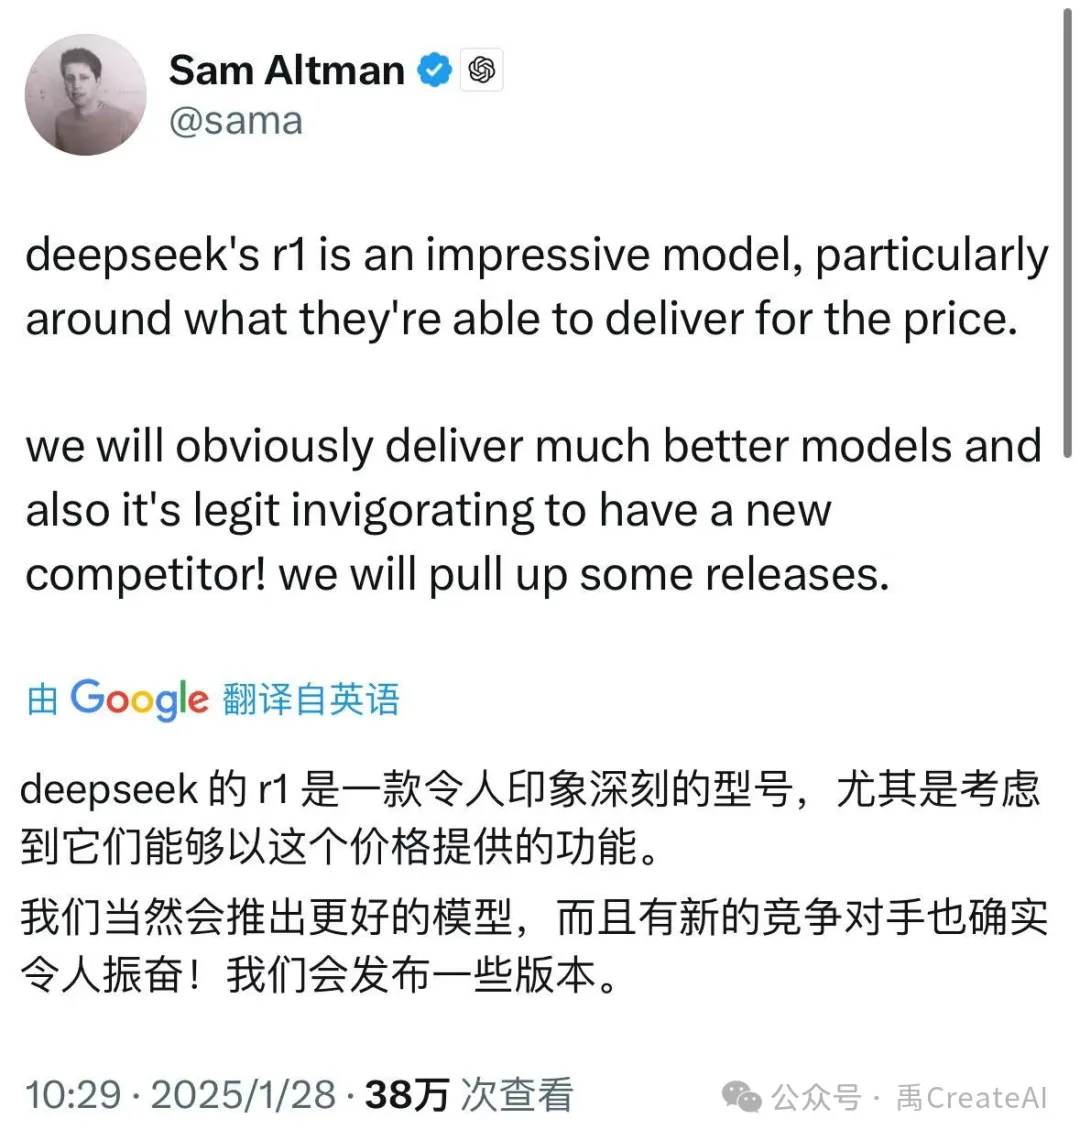 Sam Altman
@sama
deepseek's r1 is an impressive model, particularly
around what they're able to deliver for the price.
we will obviously deliver much better models and
also it's legit invigorating to have a new
competitor! we will pull up some releases.
由 Google 翻译自英语
deepseek 的 r1 是一款令人印象深刻的型号，尤其是考虑
到它们能够以这个价格提供的功能。
我们当然会推出更好的模型，而且有新的竞争对手也确实
令人振奋！我们会发布一些版本。
10:29 · 2025/1/28 · 38万 次查看
公众号 · 禹CreateAI